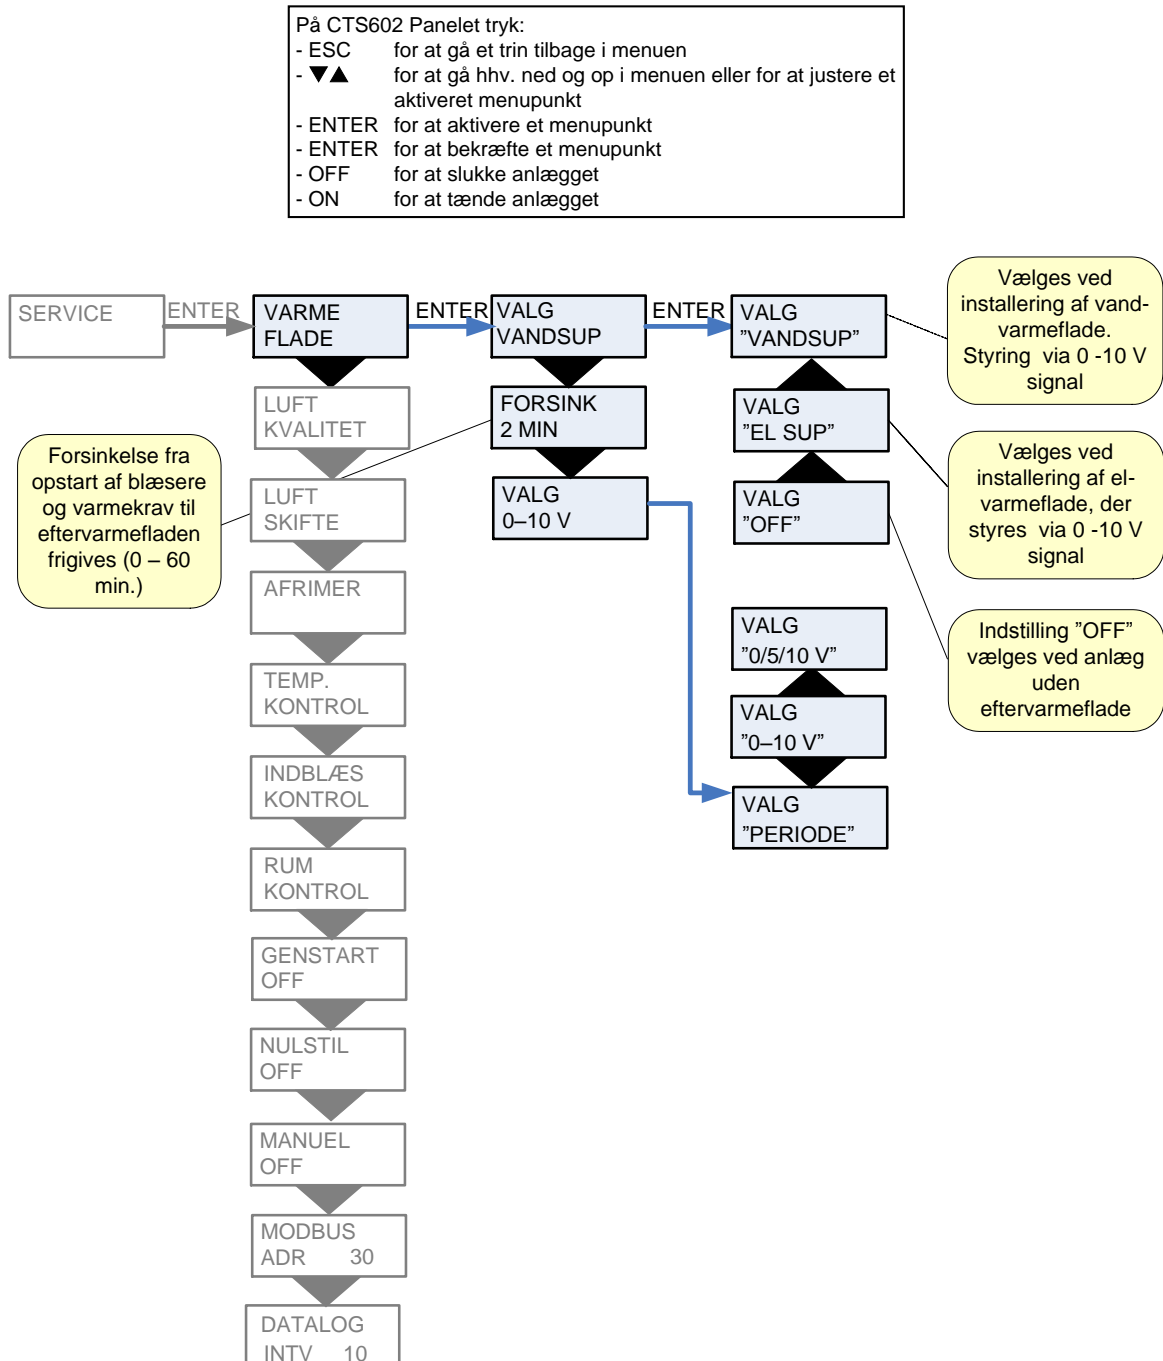 På CTS602 Panelet tryk:
- ESC for at gå et trin tilbage i menuen
- ▼▲ for at gå hhv. ned og op i menuen eller for at justere et
aktiveret menupunkt
- ENTER for at aktivere et menupunkt
- ENTER for at bekræfte et menupunkt
- OFF for at slukke anlægget
- ON for at tænde anlægget
SERVICE
ENTER
VARME
FLADE
ENTER
VALG
VANDSUP
ENTER
VALG
”VANDSUP”
Vælges ved
installering af vand-
varmeflade.
Styring via 0 -10 V
signal
LUFT
KVALITET
FORSINK
2 MIN
VALG
”EL SUP”
Forsinkelse fra
opstart af blæsere
og varmekrav til
eftervarmefladen
frigives (0 – 60
min.)
LUFT
SKIFTE
VALG
0–10 V
VALG
”OFF”
Vælges ved
installering af el-
varmeflade, der
styres via 0 -10 V
signal
AFRIMER
VALG
”0/5/10 V”
Indstilling ”OFF”
vælges ved anlæg
uden
eftervarmeflade
TEMP.
KONTROL
VALG
”0–10 V”
INDBLÆS
KONTROL
VALG
”PERIODE”
RUM
KONTROL
GENSTART
OFF
NULSTIL
OFF
MANUEL
OFF
MODBUS
ADR 30
DATALOG
INTV 10